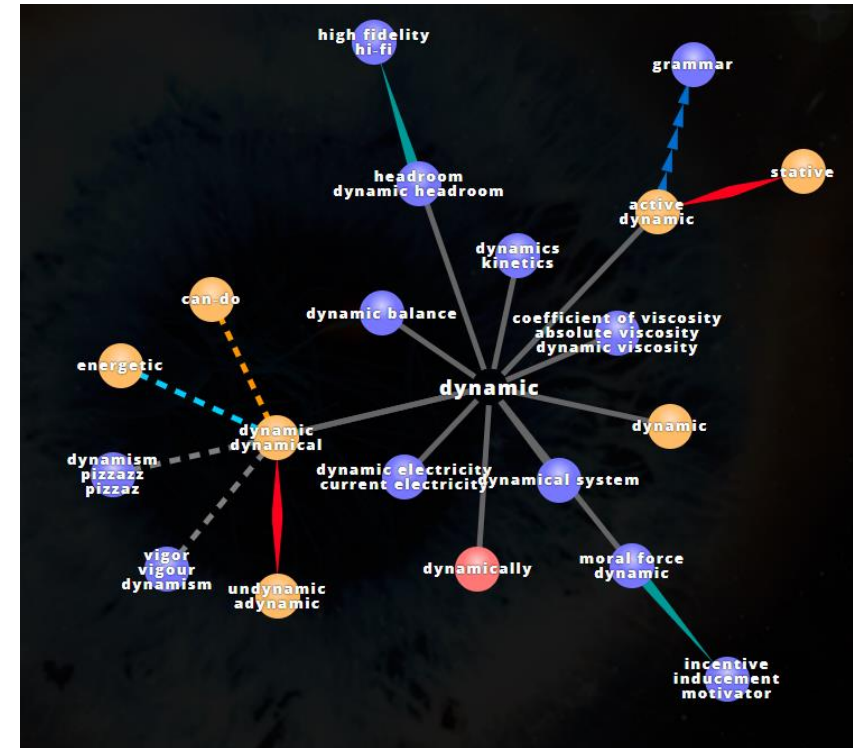 high fidelity
hi-fi
grammar
stative
headroom
dynamic headroom
active
dynamic
dynamics
kinetics
can-do
dynamic balance
coefficient of viscosity
absolute viscosity
dynamic viscosity
energetic
dynamic
dynamic
dynamical
dynamic
dynamism
pizzazz
pizzaz
dynamic electricity
current electricity
dynamical system
vigor
vigour
dynamism
undynamic
adynamic
dynamically
moral force
dynamic
incentive
inducement
motivator